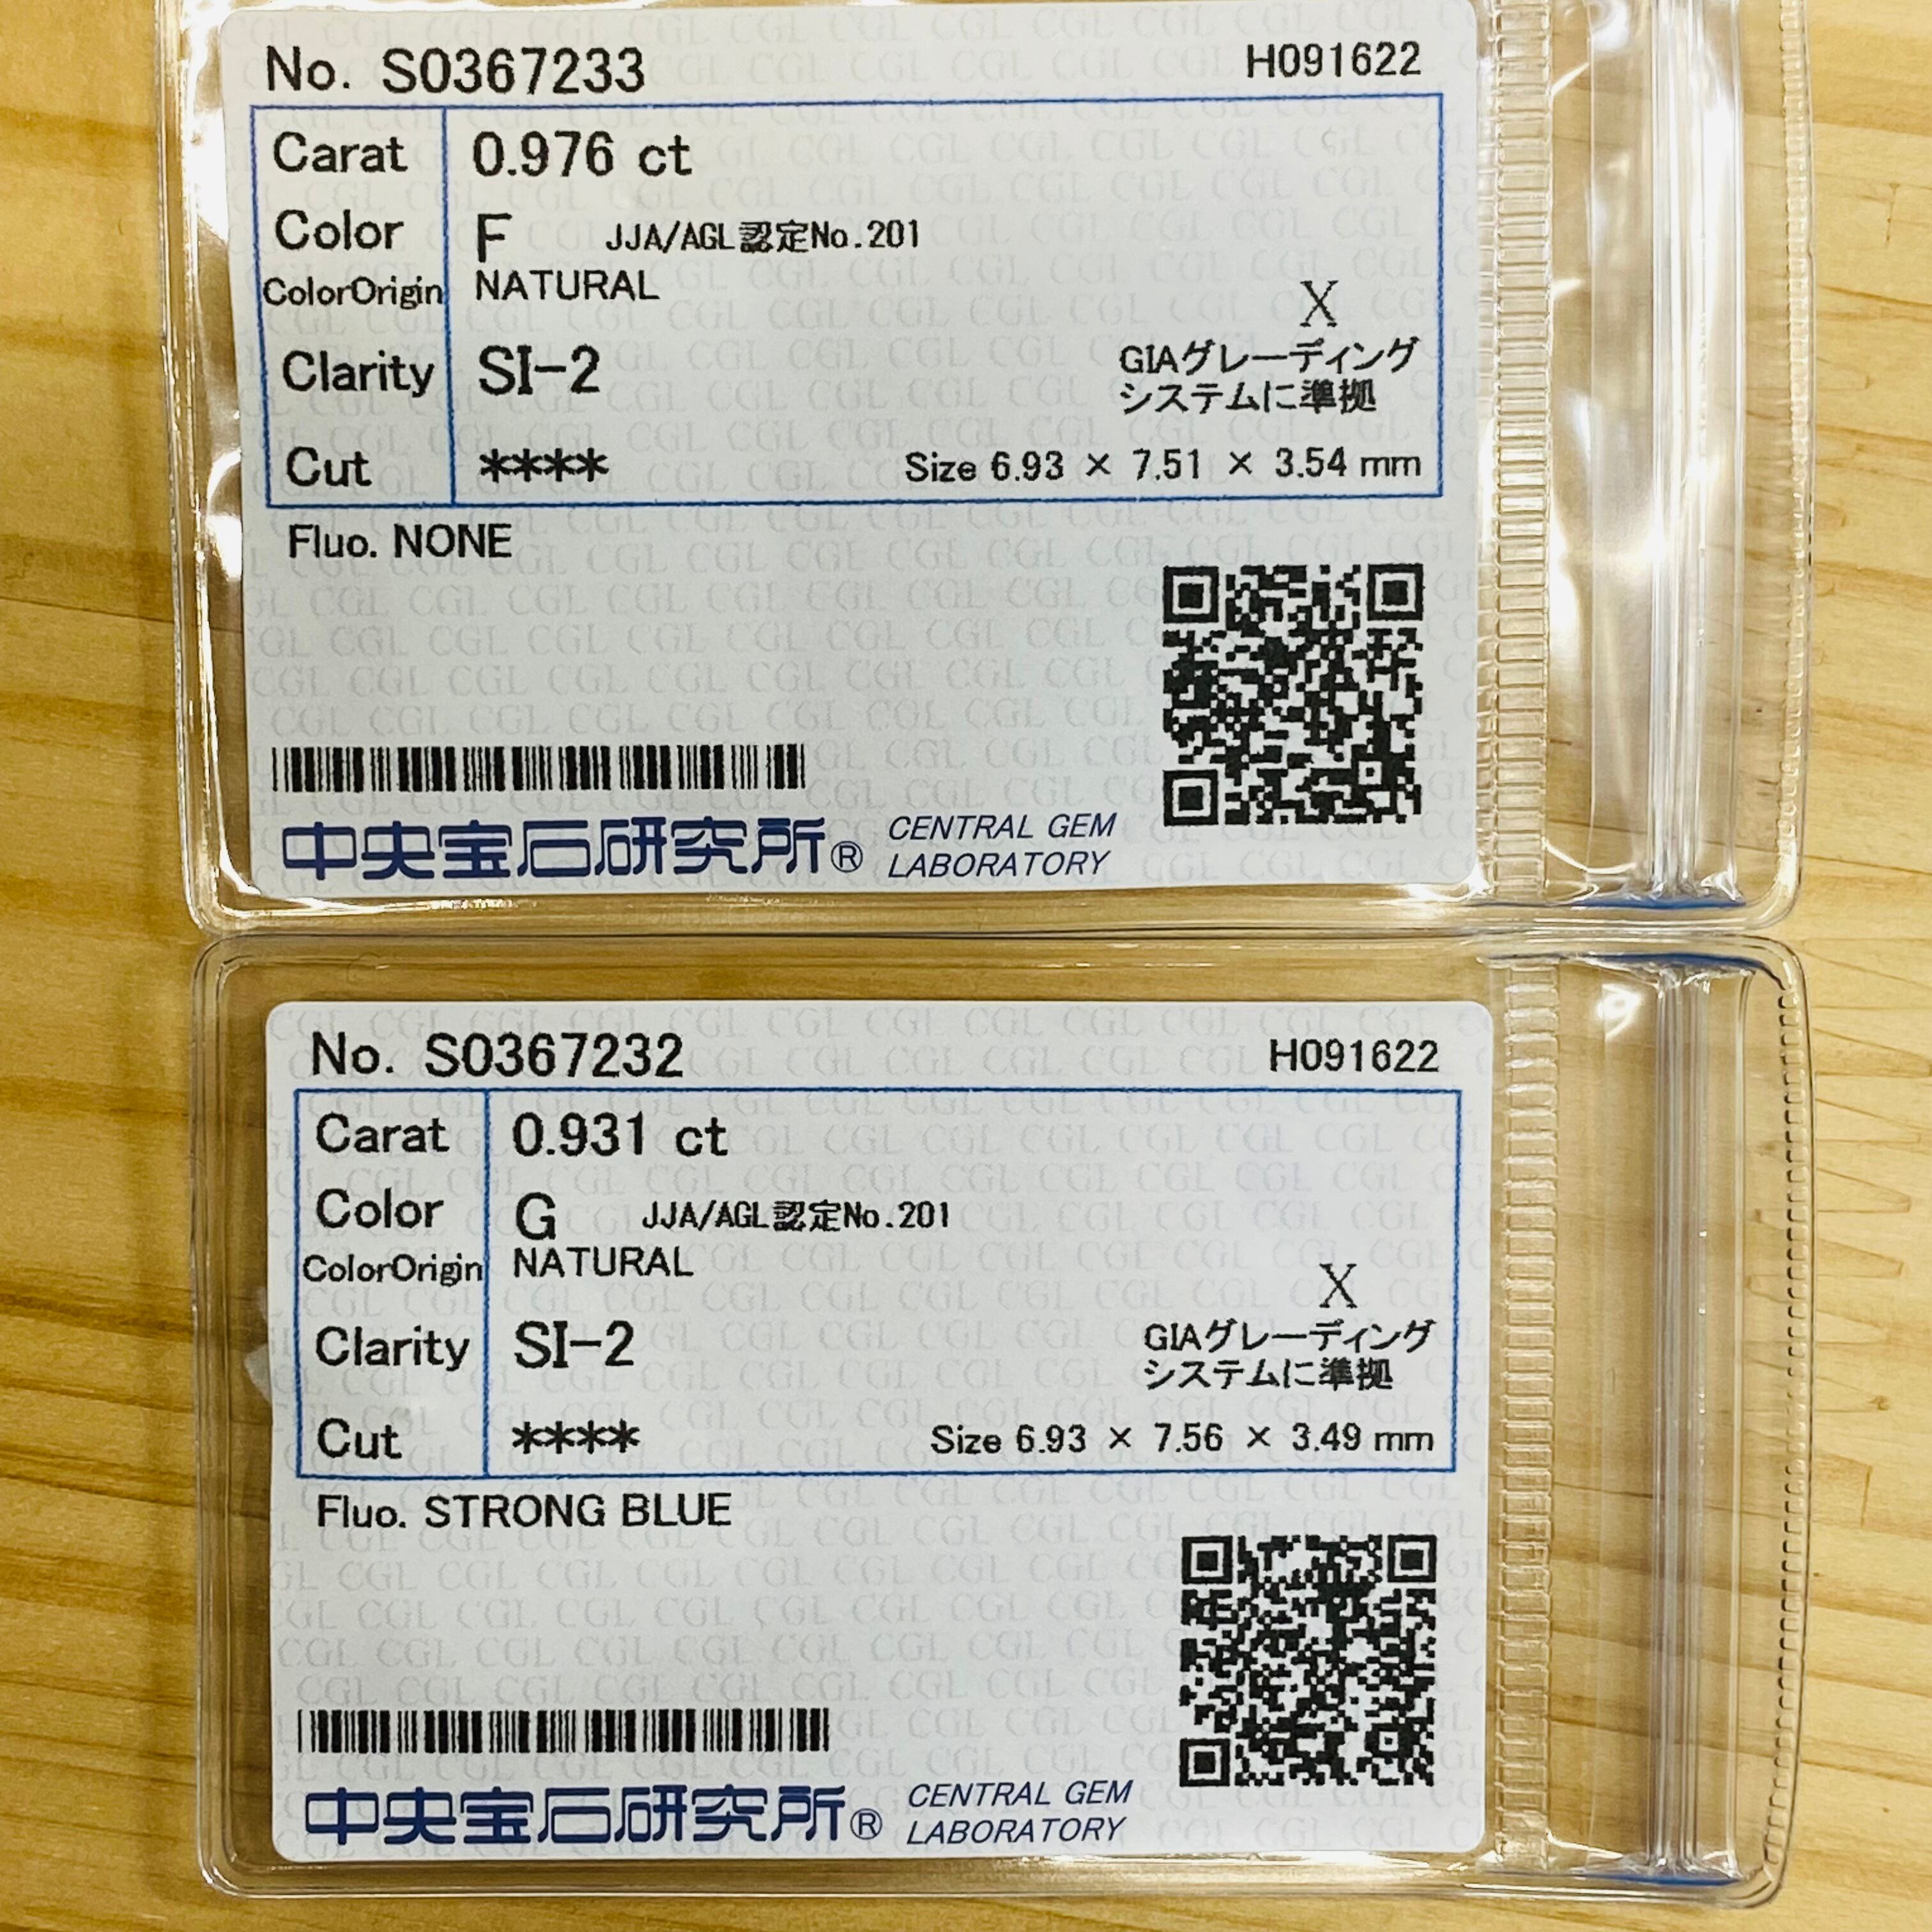 No. S0367233 H091622
Carat 0.976 ct
Color F JJA/AGL認定No.201
ColorOrigin NATURAL
X
Clarity SI-2 GIAグレーディング
システムに準拠
Cut **** Size 6.93 × 7.51 × 3.54 mm
Fluo. NONE
中央宝石研究所® CENTRAL GEM
LABORATORY
No. S0367232 H091622
Carat 0.931 ct
Color G JJA/AGL認定No.201
ColorOrigin NATURAL
X
Clarity SI-2 GIAグレーディング
システムに準拠
Cut **** Size 6.93 × 7.56 × 3.49 mm
Fluo. STRONG BLUE
中央宝石研究所® CENTRAL GEM
LABORATORY